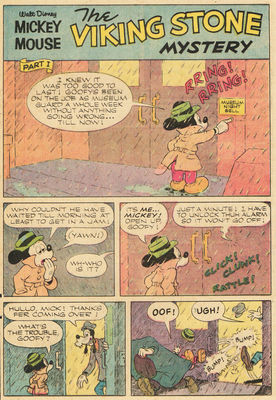 Walt Disney
MICKEY
MOUSE
The
VIKING STONE
MYSTERY
PART I
I KNEW IT
WAS TOO GOOD TO
LAST! GOOFY'S BEEN
ON THE JOB AS MUSEUM
GUARD A WHOLE WEEK
WITHOUT ANYTHING
GOING WRONG...
TILL NOW!
RRING!
RRING!
MUSEUM
NIGHT
BELL
WHY COULDN'T HE HAVE
WAITED TILL MORNING AT
LEAST TO GET IN A JAM!
(YAWN!)
WH-WHO
IS IT?
IT'S ME...
MICKEY!
OPEN UP,
GOOFY!
JUST A MINUTE! I HAVE
TO UNLOCK THUH ALARM
SO IT WON'T GO OFF!
CLICK!
CLUNK!
RATTLE!
HULLO, MICK! THANKS
FER COMING OVER!
WHAT'S
THE TROUBLE,
GOOFY?
OOF!
UGH!
BUMP!
BUMP!